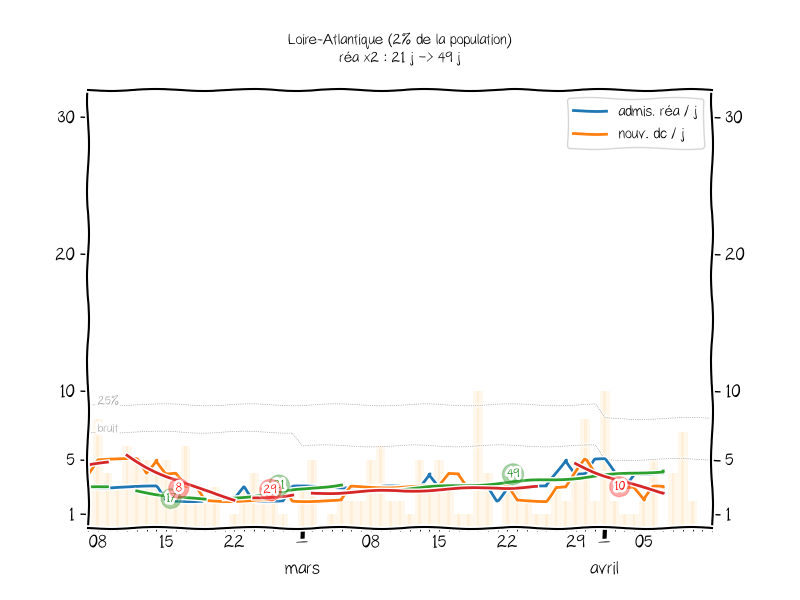 Loire-Atlantique (2% de la population)
réa x2 : 21 j -> 49 j
admis. réa / j
nouv. dc / j
30 30
20 20
10 10
25%
bruit
5 5
49
8 29 10
17
1 1
08 15 22 08 15 22 29 05
mars avril